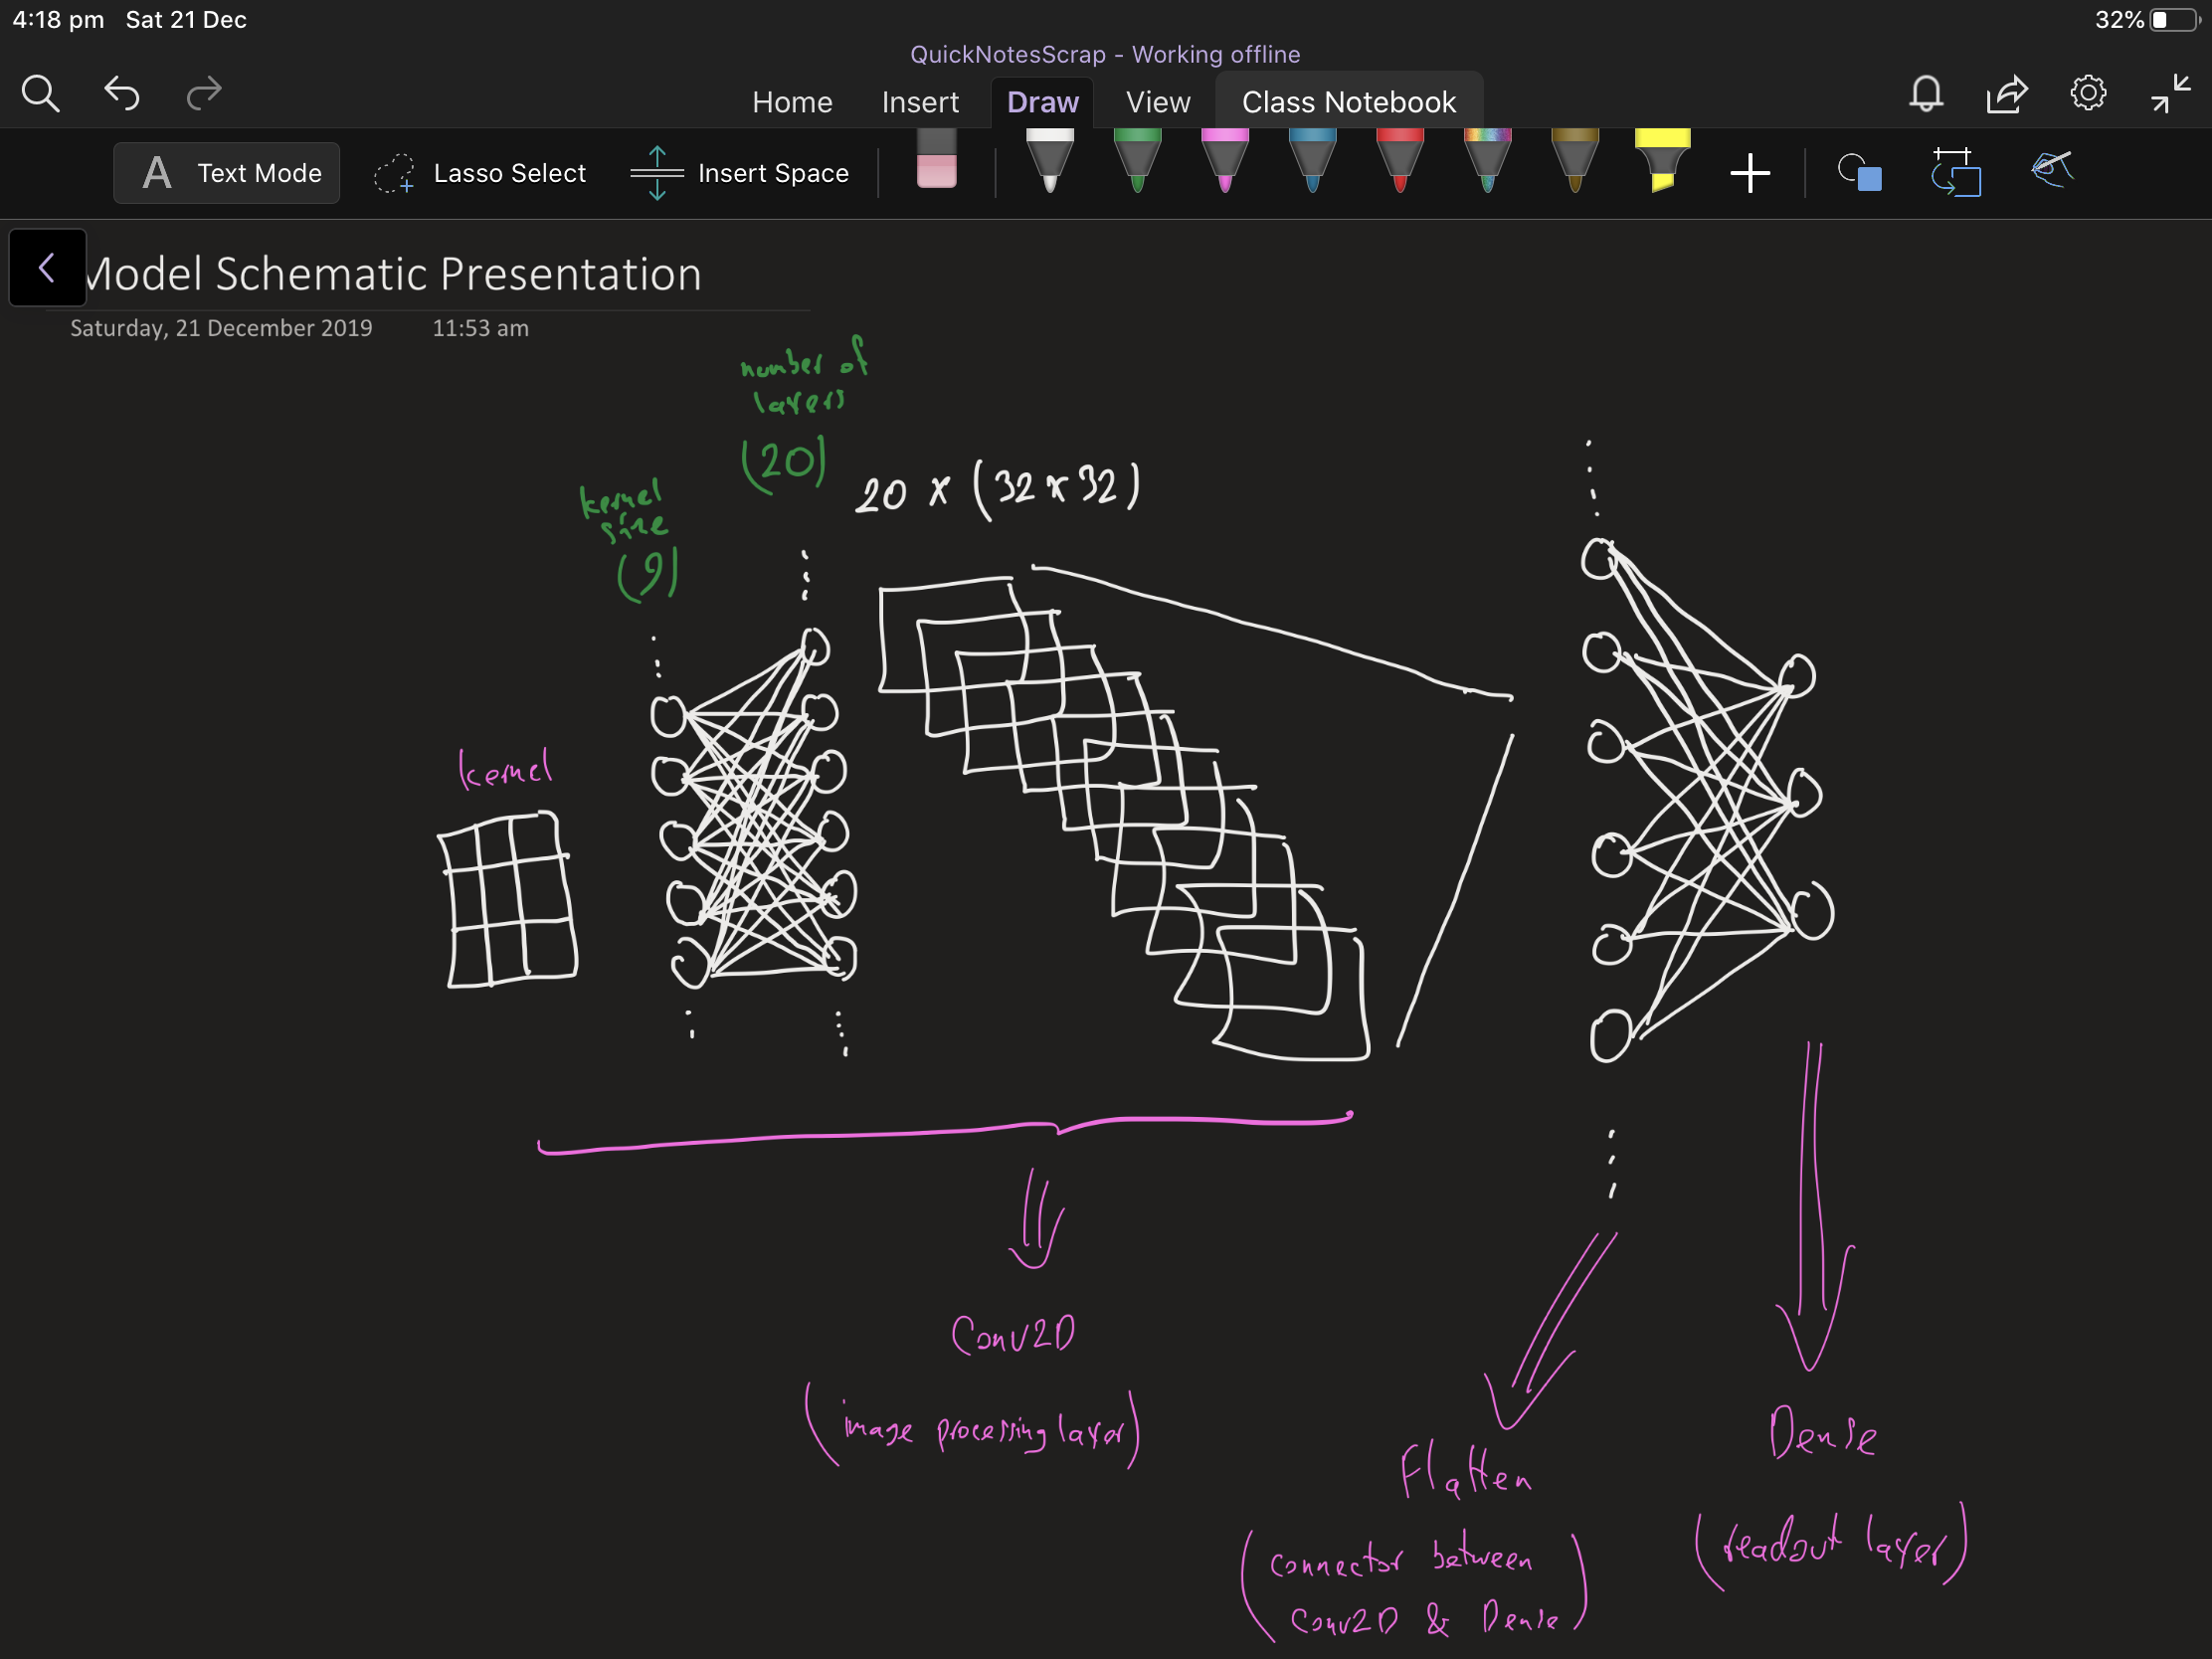 4:18 pm Sat 21 Dec
32%
QuickNotesScrap - Working offline
Home Insert Draw View Class Notebook
A Text Mode Lasso Select Insert Space
Model Schematic Presentation
Saturday, 21 December 2019 11:53 am
number of
layers
(20)
20 x (32 x 32)
kernel
size
(9)
kernel
Conv2D
(image processing layer)
Flatten
(connector between
Conv2D & Dense)
Dense
(readout layer)